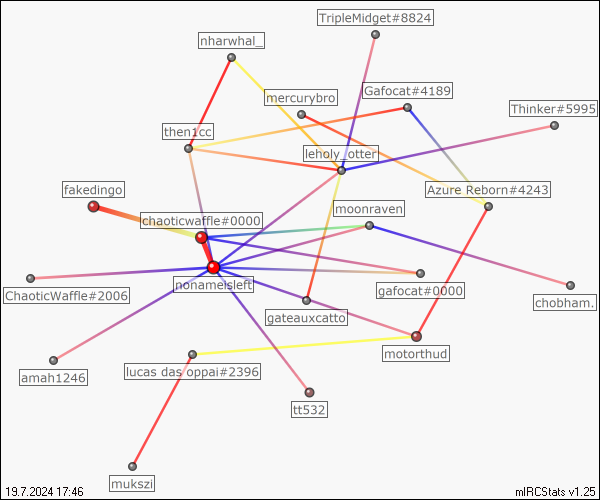 TripleMidget#8824
nharwhal_
mercurybro
Gafocat#4189
Thinker#5995
then1cc
leholy_otter
fakedingo
Azure Reborn#4243
moonraven
chaoticwaffle#0000
nonameisleft
ChaoticWaffle#2006
gafocat#0000
chobham.
gateauxcatto
motorthud
amah1246
lucas das oppai#2396
tt532
mukszi
19.7.2024 17:46
mIRCStats v1.25